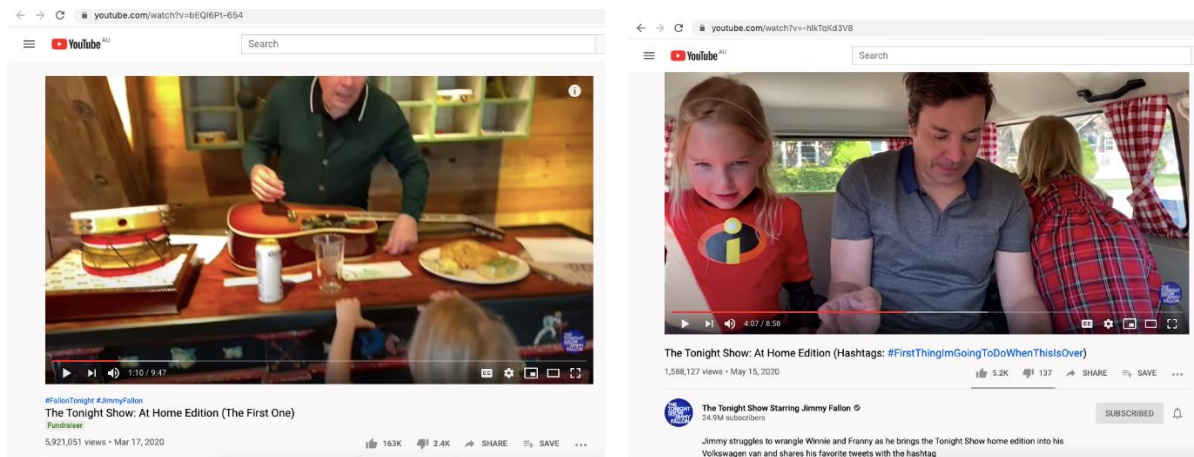 youtube.com/watch?v=bEQI6Pt-654
YouTube AU
Search
1:10 / 9:47
#FallonTonight #JimmyFallon
The Tonight Show: At Home Edition (The First One)
Fundraiser
5,921,051 views • Mar 17, 2020
163K 2.4K SHARE SAVE
youtube.com/watch?v=-hIkTqKd3V8
YouTube AU
Search
4:07 / 8:58
The Tonight Show: At Home Edition (Hashtags: #FirstThingImGoingToDoWhenThisIsOver)
1,588,127 views • May 15, 2020
5.2K 137 SHARE SAVE
THE TONIGHT SHOW
The Tonight Show Starring Jimmy Fallon
24.9M subscribers
SUBSCRIBED
Jimmy struggles to wrangle Winnie and Franny as he brings the Tonight Show home edition into his
Volkswagen van and shares his favorite tweets with the hashtag